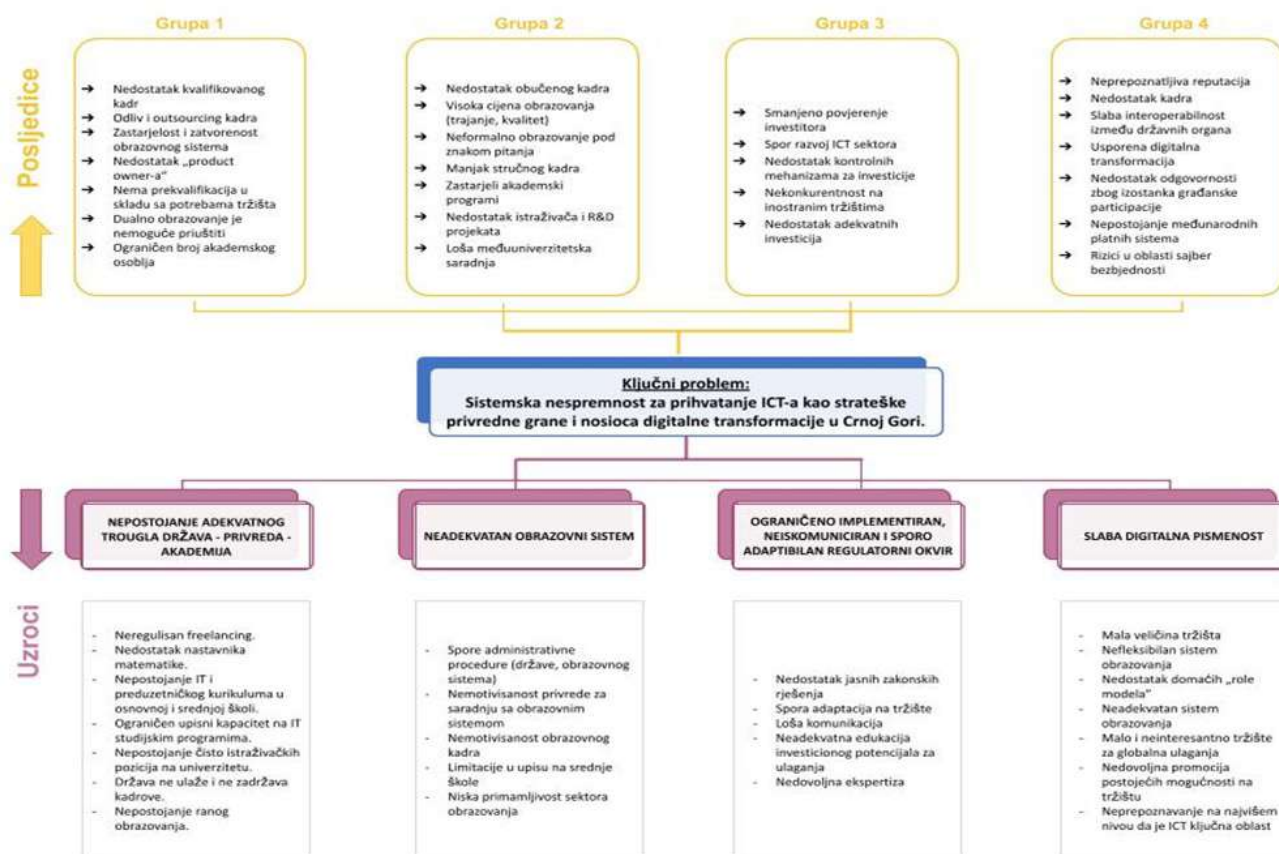 Grupa 1
Grupa 2
Grupa 3
Grupa 4
Posljedice
➔ Nedostatak kvalifikovanog
kadr
➔ Odliv i outsourcing kadra
➔ Zastarjelost i zatvorenost
obrazovnog sistema
➔ Nedostatak „product
owner-a"
➔ Nema prekvalifikacija u
skladu sa potrebama tržišta
➔ Dualno obrazovanje je
nemoguće priuštiti
➔ Ograničen broj akademskog
osoblja
➔ Nedostatak obučenog kadra
➔ Visoka cijena obrazovanja
(trajanje, kvalitet)
➔ Neformalno obrazovanje pod
znakom pitanja
➔ Manjak stručnog kadra
➔ Zastarjeli akademski
programi
➔ Nedostatak istraživača i R&D
projekata
➔ Loša međuuniverzitetska
saradnja
➔ Smanjeno povjerenje
investitora
➔ Spor razvoj ICT sektora
➔ Nedostatak kontrolnih
mehanizama za investicije
➔ Nekonkurentnost na
inostranim tržištima
➔ Nedostatak adekvatnih
investicija
➔ Neprepoznatljiva reputacija
➔ Nedostatak kadra
➔ Slaba interoperabilnost
između državnih organa
➔ Usporena digitalna
transformacija
➔ Nedostatak odgovornosti
zbog izostanka građanske
participacije
➔ Nepostojanje međunarodnih
platnih sistema
➔ Rizici u oblasti sajber
bezbjednosti
Ključni problem:
Sistemska nespremnost za prihvatanje ICT-a kao strateške
privredne grane i nosioca digitalne transformacije u Crnoj Gori.
Uzroci
NEPOSTOJANJE ADEKVATNOG
TROUGLA DRŽAVA - PRIVREDA -
AKADEMIJA
NEADEKVATAN OBRAZOVNI SISTEM
OGRANIČENO IMPLEMENTIRAN,
NEISKOMUNICIRAN I SPORO
ADAPTIBILAN REGULATORNI OKVIR
SLABA DIGITALNA PISMENOST
- Neregulisan freelancing.
- Nedostatak nastavnika
matematike.
- Nepostojanje IT i
preduzetničkog kurikuluma u
osnovnoj i srednjoj školi.
- Ograničen upisni kapacitet na IT
studijskim programima.
- Nepostojanje čisto istraživačkih
pozicija na univerzitetu.
- Država ne ulaže i ne zadržava
kadrove.
- Nepostojanje ranog
obrazovanja.
- Spore administrativne
procedure (države, obrazovnog
sistema)
- Nemotivisanost privrede za
saradnju sa obrazovnim
sistemom
- Nemotivisanost obrazovnog
kadra
- Limitacije u upisu na srednje
škole
- Niska primamljivost sektora
obrazovanja
- Nedostatak jasnih zakonskih
rješenja
- Spora adaptacija na tržište
- Loša komunikacija
- Neadekvatna edukacija
investicionog potencijala za
ulaganja
- Nedovoljna ekspertiza
- Mala veličina tržišta
- Nefleksibilan sistem
obrazovanja
- Nedostatak domaćih „role
modela"
- Neadekvatan sistem
obrazovanja
- Malo i neinteresantno tržište
za globalna ulaganja
- Nedovoljna promocija
postojećih mogućnosti na
tržištu
- Neprepoznavanje na najvišem
nivou da je ICT ključna oblast